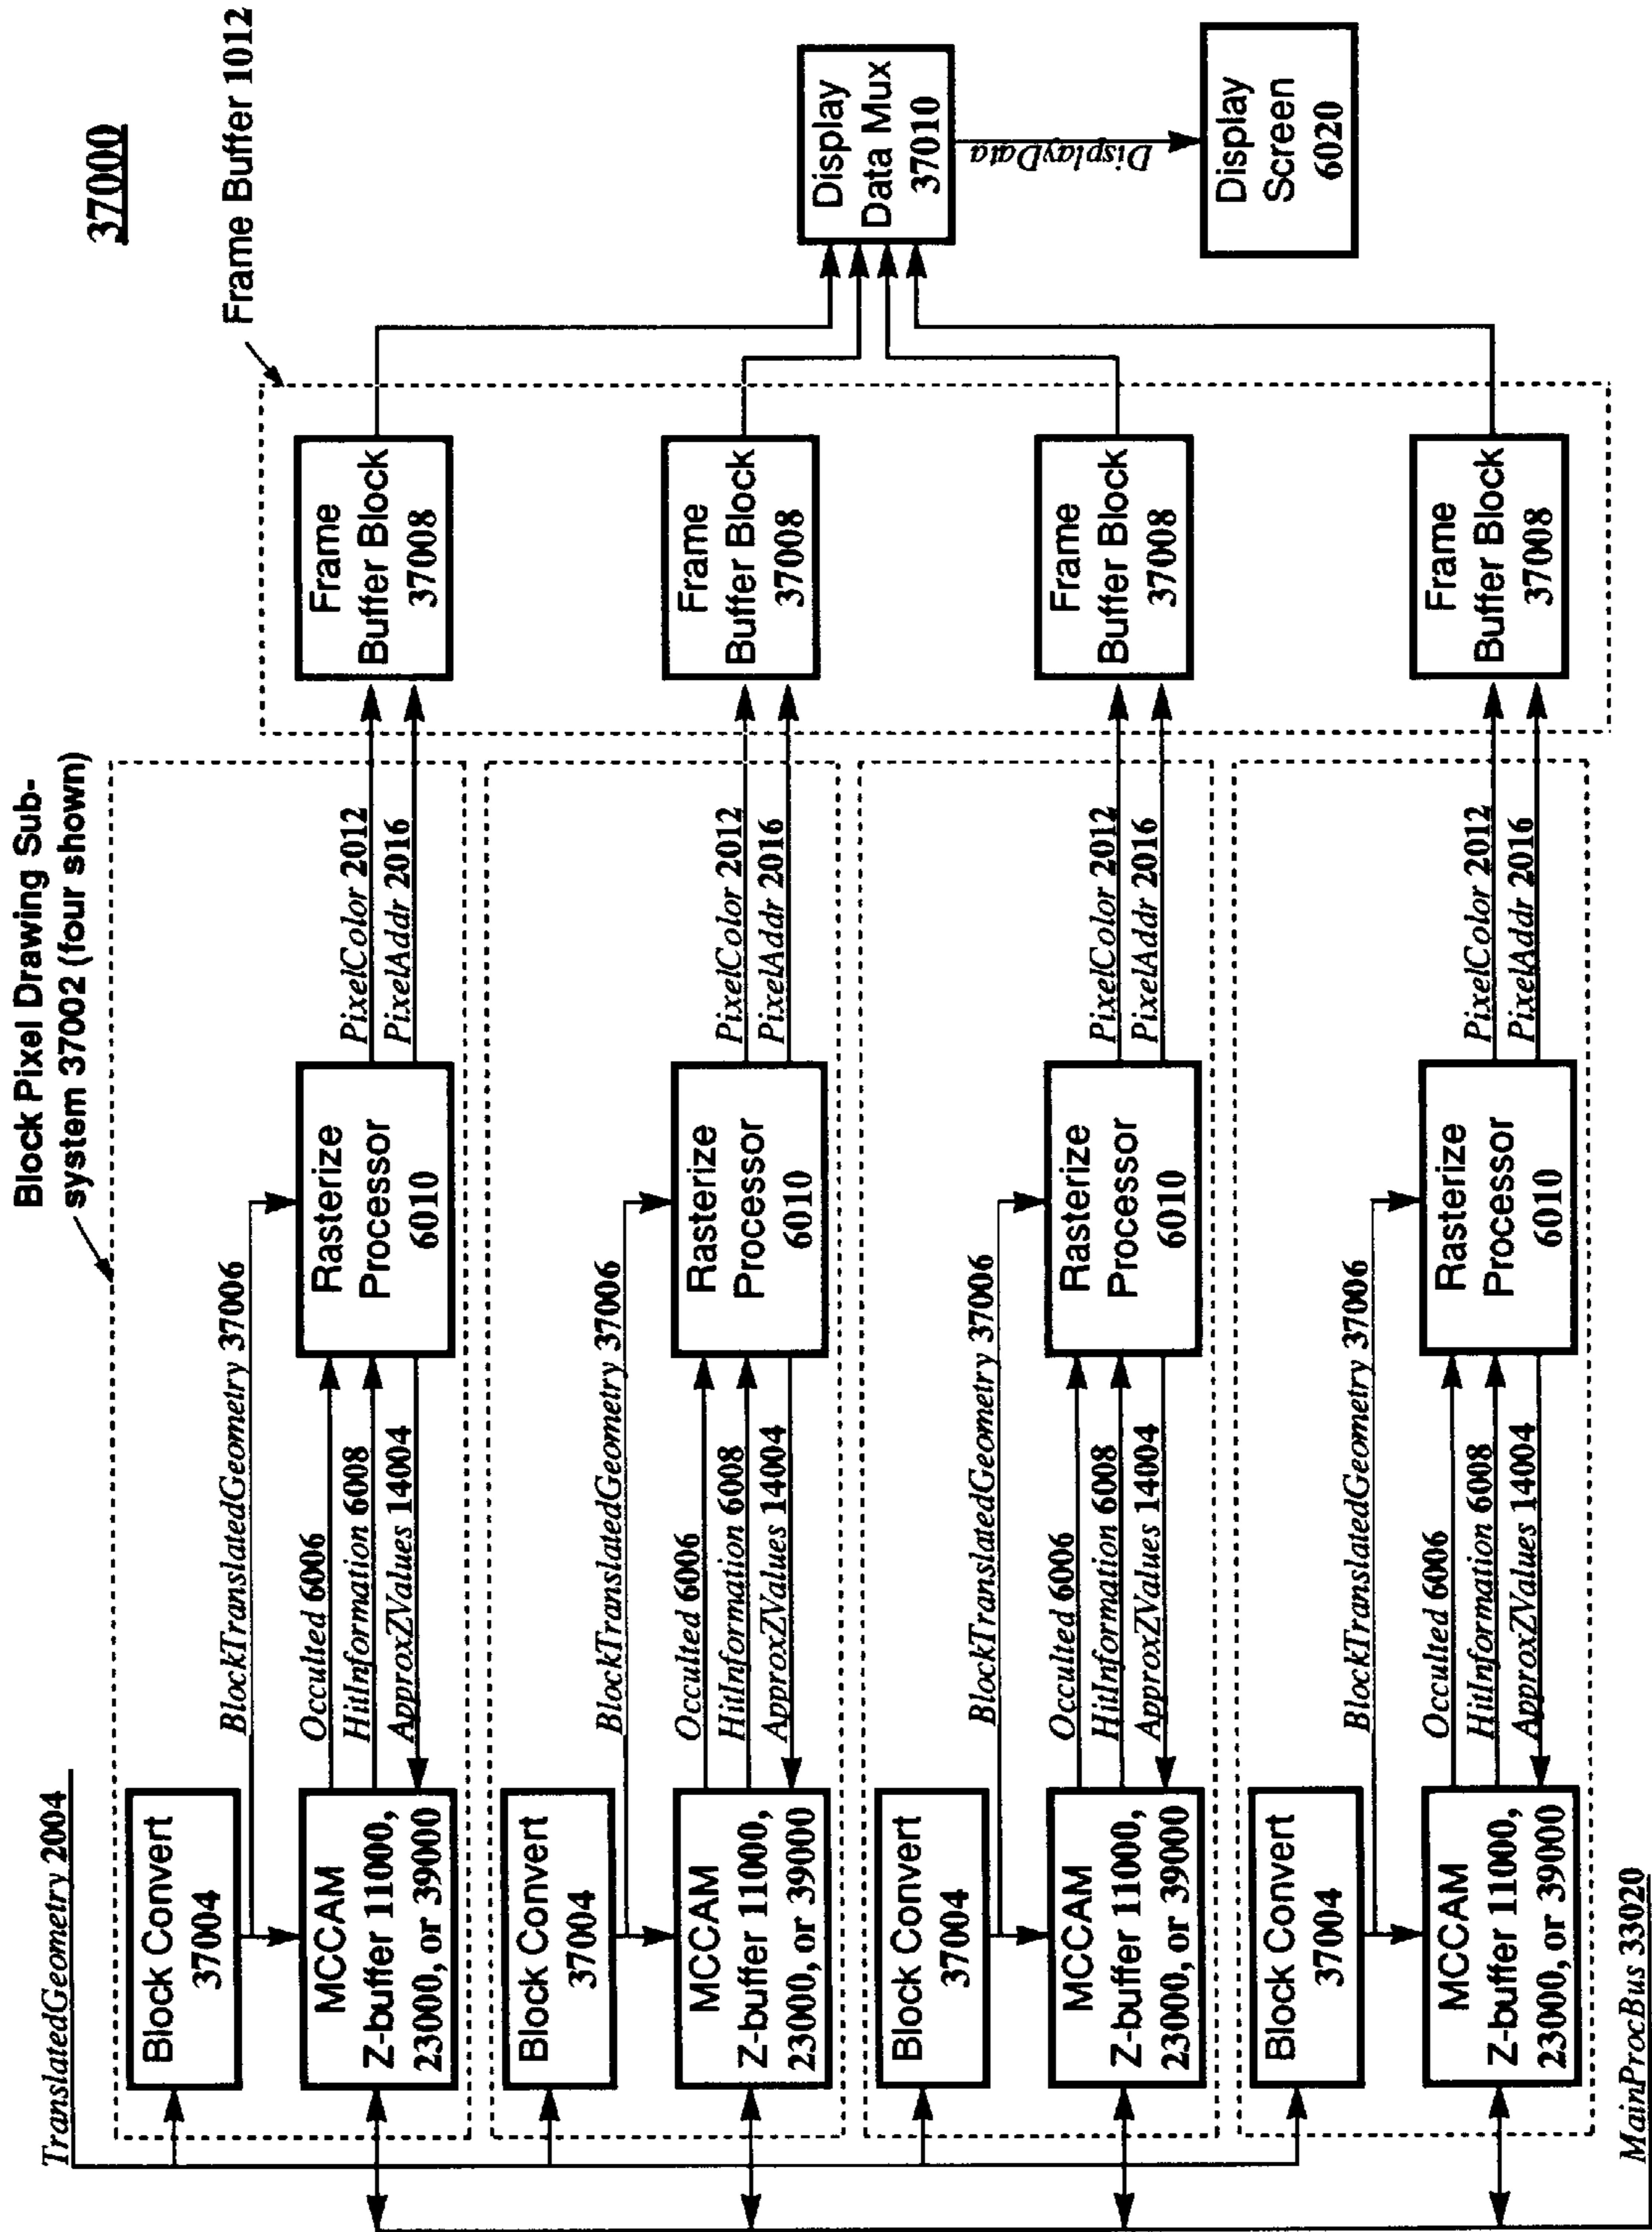 37000
Block Pixel Drawing Sub-
system 37002 (four shown)
Frame Buffer 1012
TranslatedGeometry 2004
Block Convert
37004
BlockTranslatedGeometry 37006
MCCAM
Z-buffer 11000,
23000, or 39000
Occulted 6006
HitInformation 6008
ApproxZValues 14004
Rasterize
Processor
6010
PixelColor 2012
PixelAddr 2016
Frame
Buffer Block
37008
Block Convert
37004
BlockTranslatedGeometry 37006
MCCAM
Z-buffer 11000,
23000, or 39000
Occulted 6006
HitInformation 6008
ApproxZValues 14004
Rasterize
Processor
6010
PixelColor 2012
PixelAddr 2016
Frame
Buffer Block
37008
Block Convert
37004
BlockTranslatedGeometry 37006
MCCAM
Z-buffer 11000,
23000, or 39000
Occulted 6006
HitInformation 6008
ApproxZValues 14004
Rasterize
Processor
6010
PixelColor 2012
PixelAddr 2016
Frame
Buffer Block
37008
Block Convert
37004
BlockTranslatedGeometry 37006
MCCAM
Z-buffer 11000,
23000, or 39000
Occulted 6006
HitInformation 6008
ApproxZValues 14004
Rasterize
Processor
6010
PixelColor 2012
PixelAddr 2016
Frame
Buffer Block
37008
Display
Data Mux
37010
DisplayData
Display
Screen
6020
MainProcBus 33020